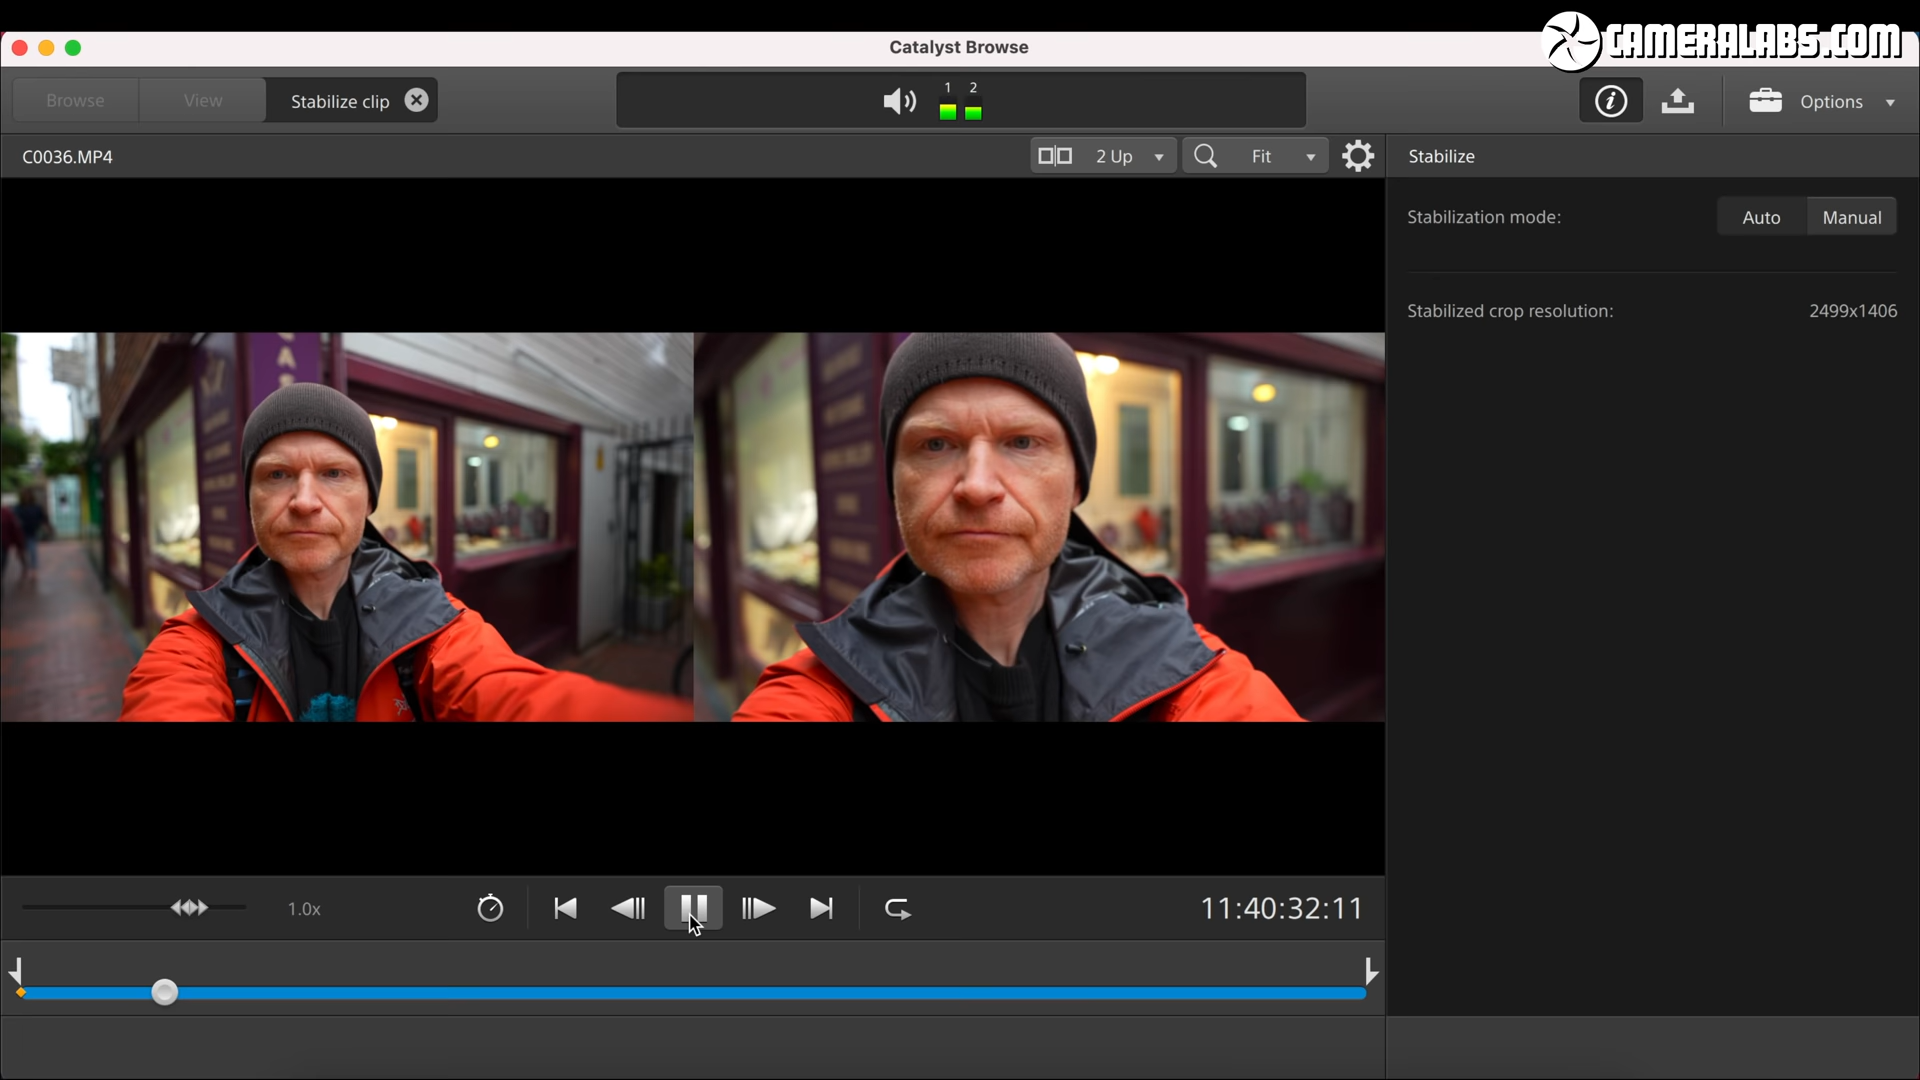 CAMERALABS.COM
Catalyst Browse
Browse
View
Stabilize clip
1 2
Options
C0036.MP4
2 Up
Fit
Stabilize
Stabilization mode:
Auto
Manual
Stabilized crop resolution:
2499x1406
1.0x
11:40:32:11